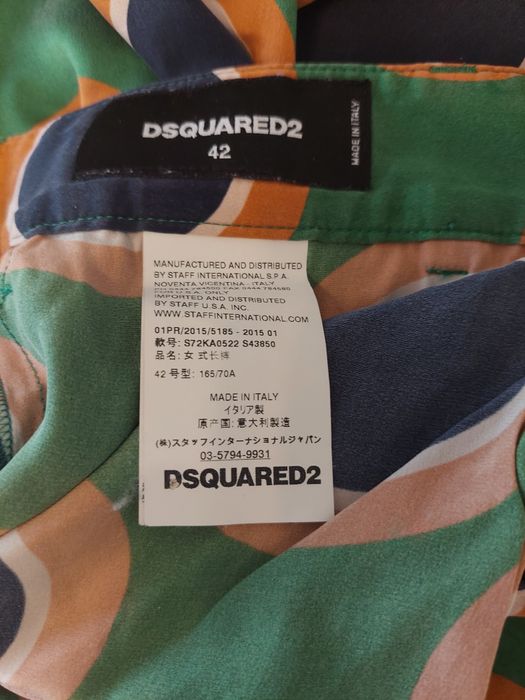 DSQUARED2
42
MADE IN ITALY
MANUFACTURED AND DISTRIBUTED
BY STAFF INTERNATIONAL S.P.A.
NOVENTA VICENTINA - ITALY
FOR U.S.A. ONLY
IMPORTED AND DISTRIBUTED
BY STAFF U.S.A. INC.
WWW.STAFFINTERNATIONAL.COM
01PR/2015/5185 - 2015 01
款号: S72KA0522 S43850
品名: 女 式长裤
42 号型: 165/70A
MADE IN ITALY
イタリア製
原产国: 意大利製造
(株)スタッフインターナショナルジャパン
03-5794-9931
DSQUARED2